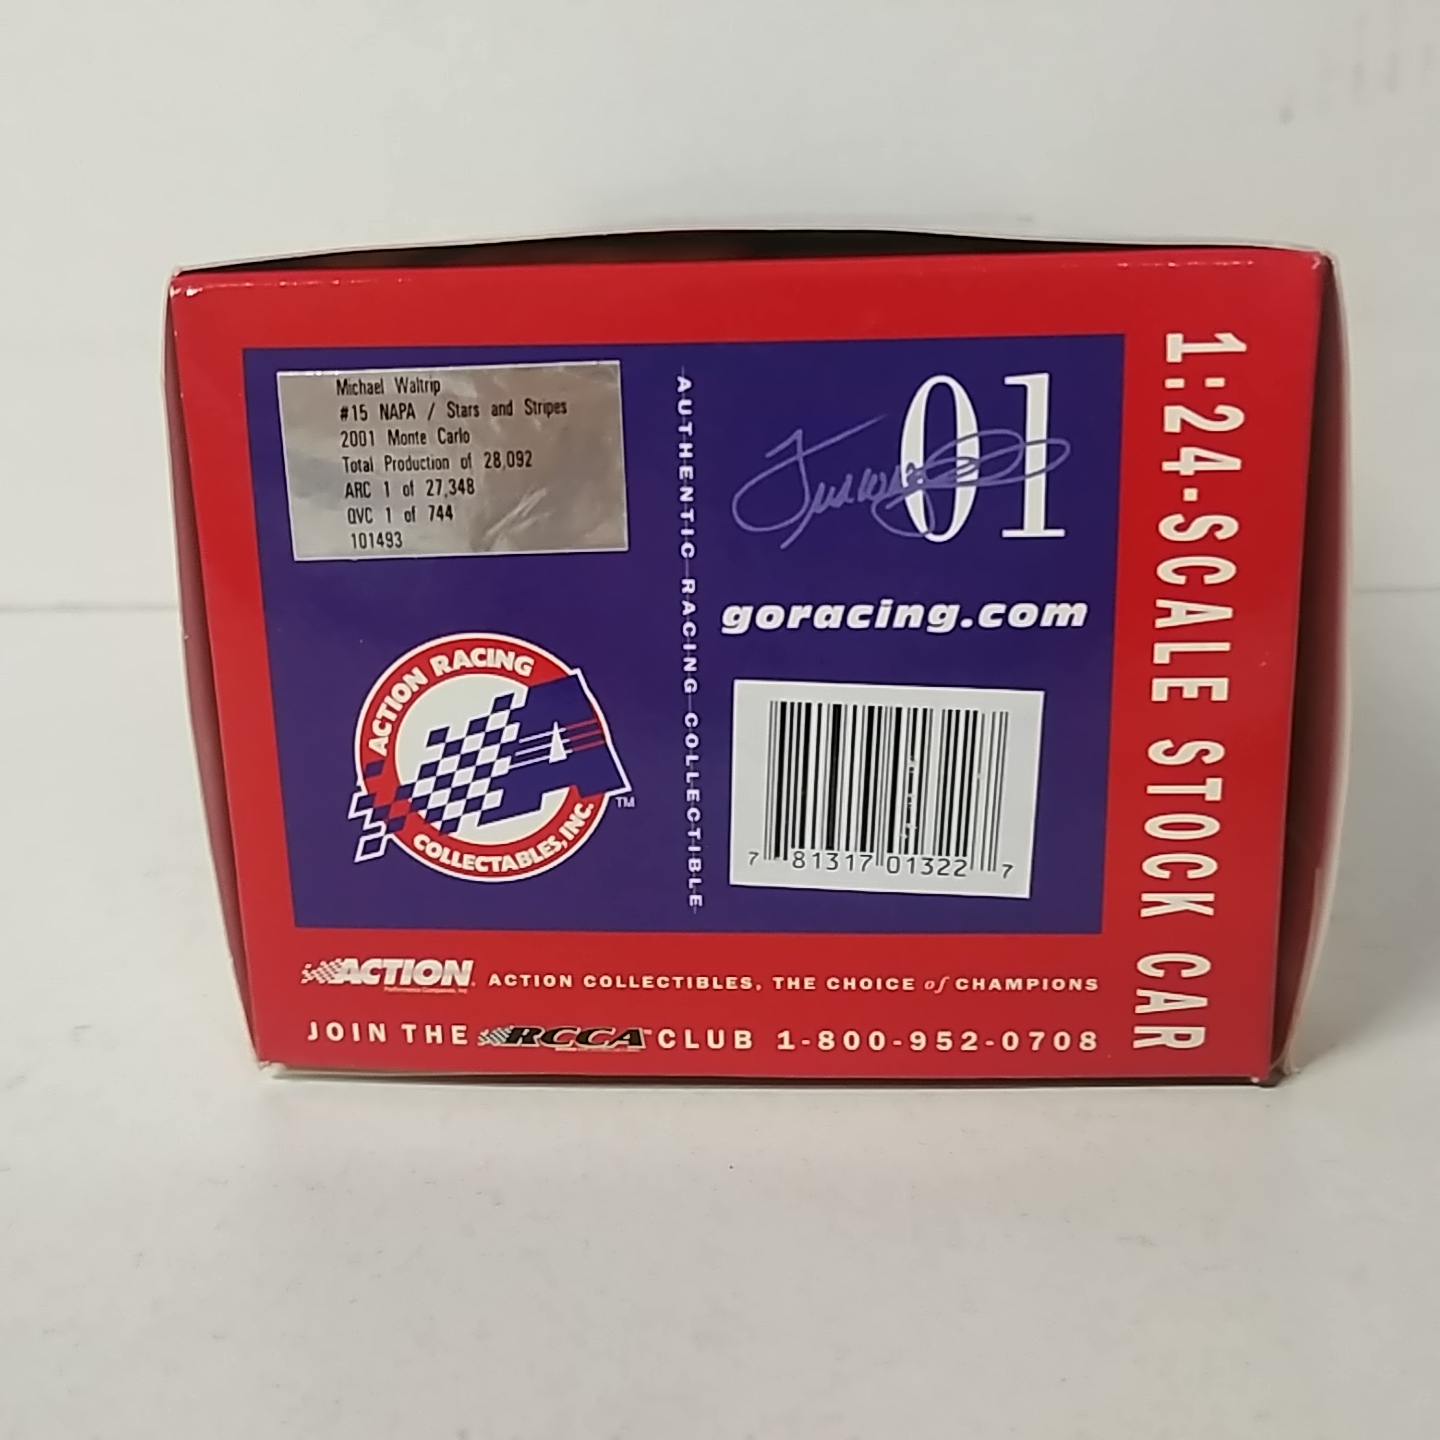 Michael Waltrip
#15 NAPA / Stars and Stripes
2001 Monte Carlo
Total Production of 28,092
ARC 1 of 27,348
QVC 1 of 744
101493
ACTION RACING
COLLECTABLES, INC.
TM
AUTHENTIC RACING COLLECTIBLE
01
goracing.com
7 81317 01322 7
1:24-SCALE STOCK CAR
ACTION ACTION COLLECTIBLES, THE CHOICE of CHAMPIONS
JOIN THE RCCA CLUB 1-800-952-0708